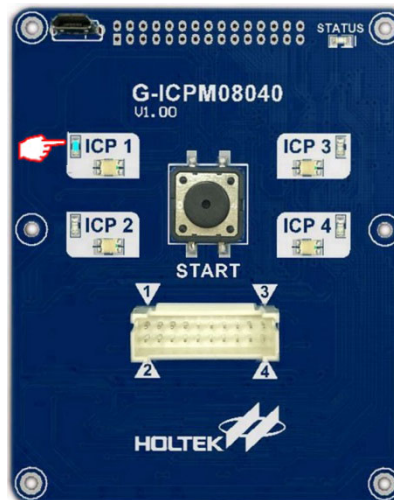 STATUS
G-ICPM08040
V1.00
ICP 1
ICP 3
ICP 2
ICP 4
START
1
3
2
4
HOLTEK